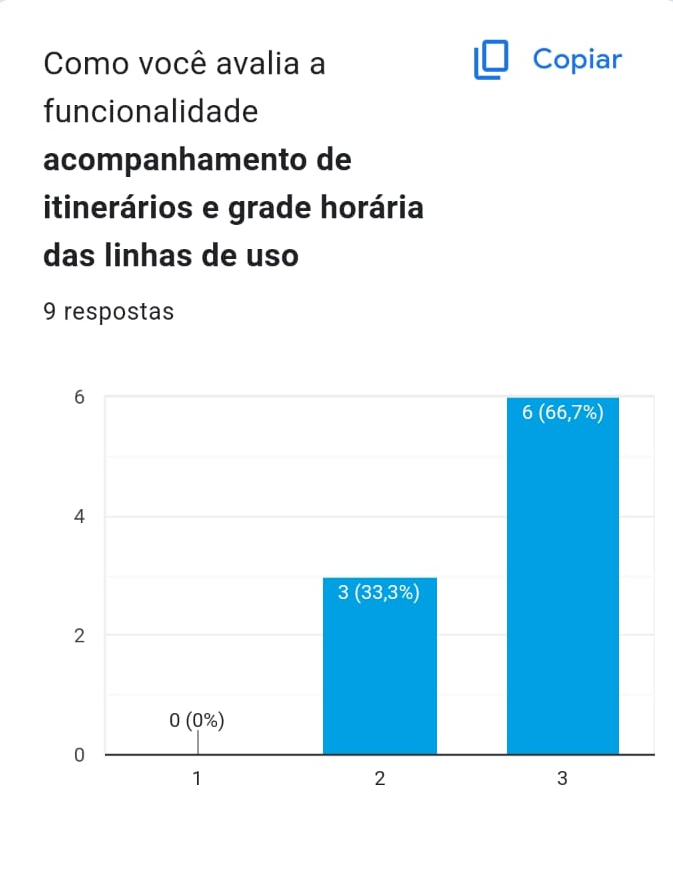 Como você avalia a
Copiar
funcionalidade
acompanhamento de
itinerários e grade horária
das linhas de uso
9 respostas
6
6 (66,7%)
4
3 (33,3%)
2
0 (0%)
0
1 2 3